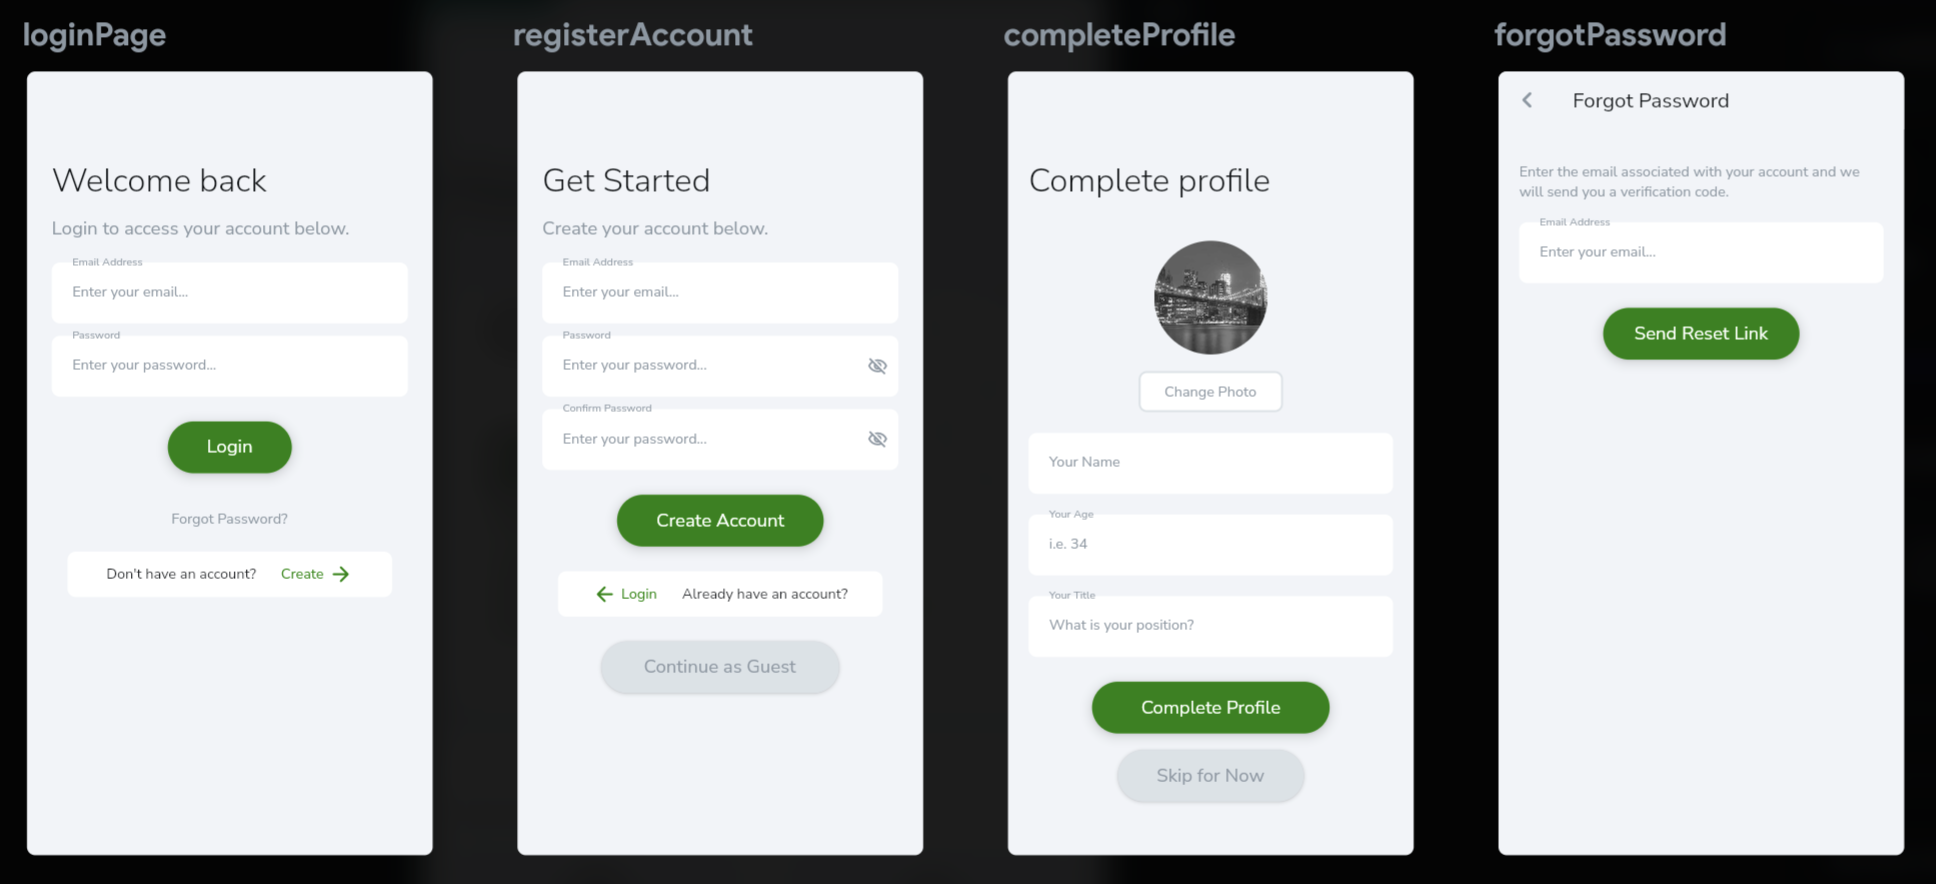 loginPage
Welcome back
Login to access your account below.
Email Address
Enter your email...
Password
Enter your password...
Login
Forgot Password?
Don't have an account? Create
registerAccount
Get Started
Create your account below.
Email Address
Enter your email...
Password
Enter your password...
Confirm Password
Enter your password...
Create Account
Login Already have an account?
Continue as Guest
completeProfile
Complete profile
Change Photo
Your Name
Your Age
i.e. 34
Your Title
What is your position?
Complete Profile
Skip for Now
forgotPassword
Forgot Password
Enter the email associated with your account and we
will send you a verification code.
Email Address
Enter your email...
Send Reset Link